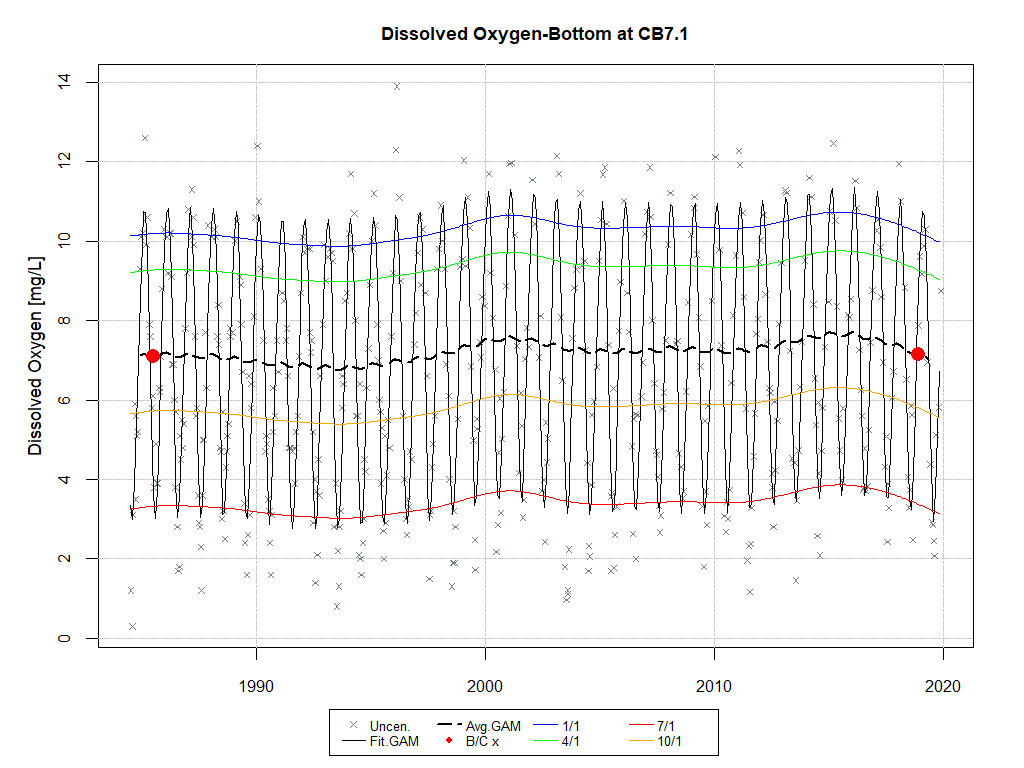 Dissolved Oxygen-Bottom at CB7.1
Dissolved Oxygen [mg/L]
14
12
10
8
6
4
2
0
1990 2000 2010 2020
Uncen. Avg.GAM 1/1 7/1
Fit.GAM B/C x 4/1 10/1